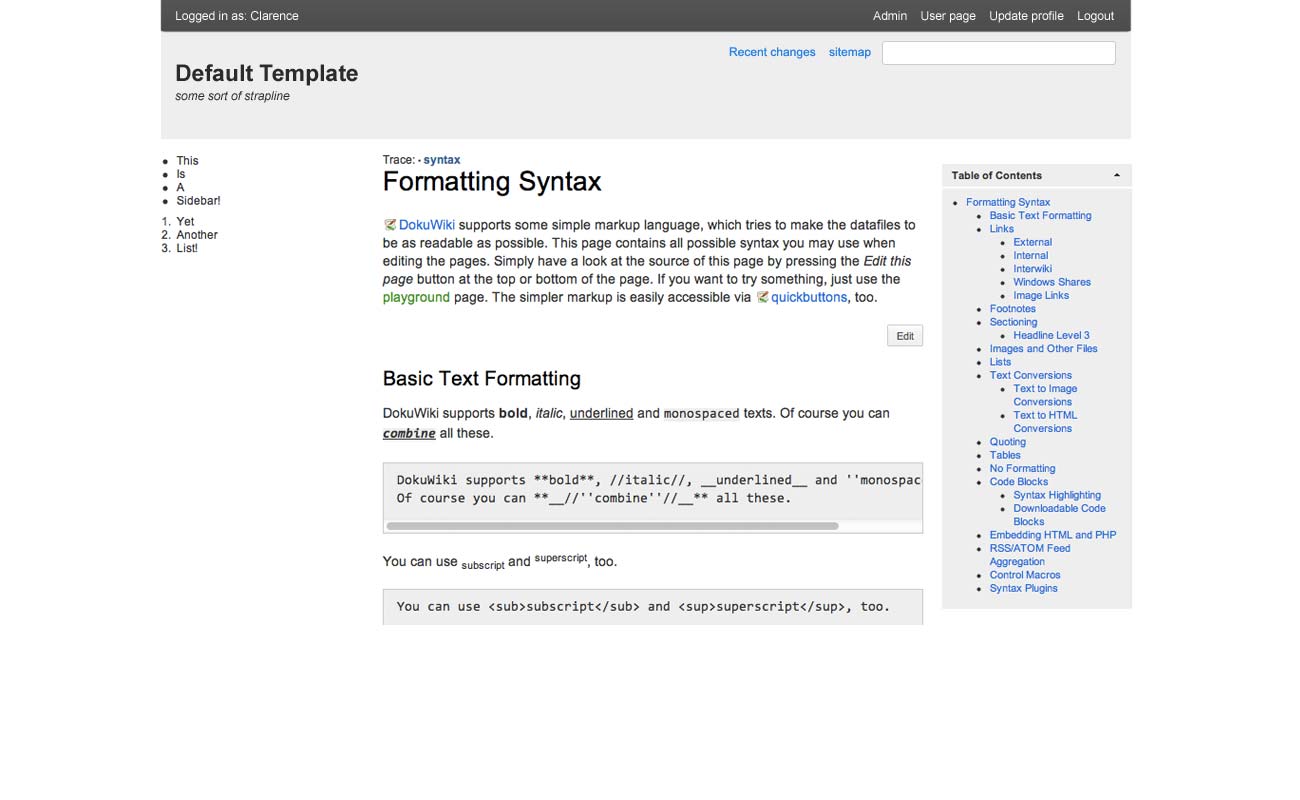 Logged in as: Clarence
Admin User page Update profile Logout
Recent changes sitemap
Default Template
some sort of strapline
This
Is
A
Sidebar!
1. Yet
2. Another
3. List!
Trace: • syntax
Formatting Syntax
DokuWiki supports some simple markup language, which tries to make the datafiles to
be as readable as possible. This page contains all possible syntax you may use when
editing the pages. Simply have a look at the source of this page by pressing the Edit this
page button at the top or bottom of the page. If you want to try something, just use the
playground page. The simpler markup is easily accessible via quickbuttons, too.
Edit
Basic Text Formatting
DokuWiki supports bold, italic, underlined and monospaced texts. Of course you can
combine all these.
DokuWiki supports **bold**, //italic//, __underlined__ and ''monospac
Of course you can **__//''combine''//__** all these.
You can use subscript and superscript, too.
You can use <sub>subscript</sub> and <sup>superscript</sup>, too.
Table of Contents
Formatting Syntax
Basic Text Formatting
Links
External
Internal
Interwiki
Windows Shares
Image Links
Footnotes
Sectioning
Headline Level 3
Images and Other Files
Lists
Text Conversions
Text to Image
Conversions
Text to HTML
Conversions
Quoting
Tables
No Formatting
Code Blocks
Syntax Highlighting
Downloadable Code
Blocks
Embedding HTML and PHP
RSS/ATOM Feed
Aggregation
Control Macros
Syntax Plugins